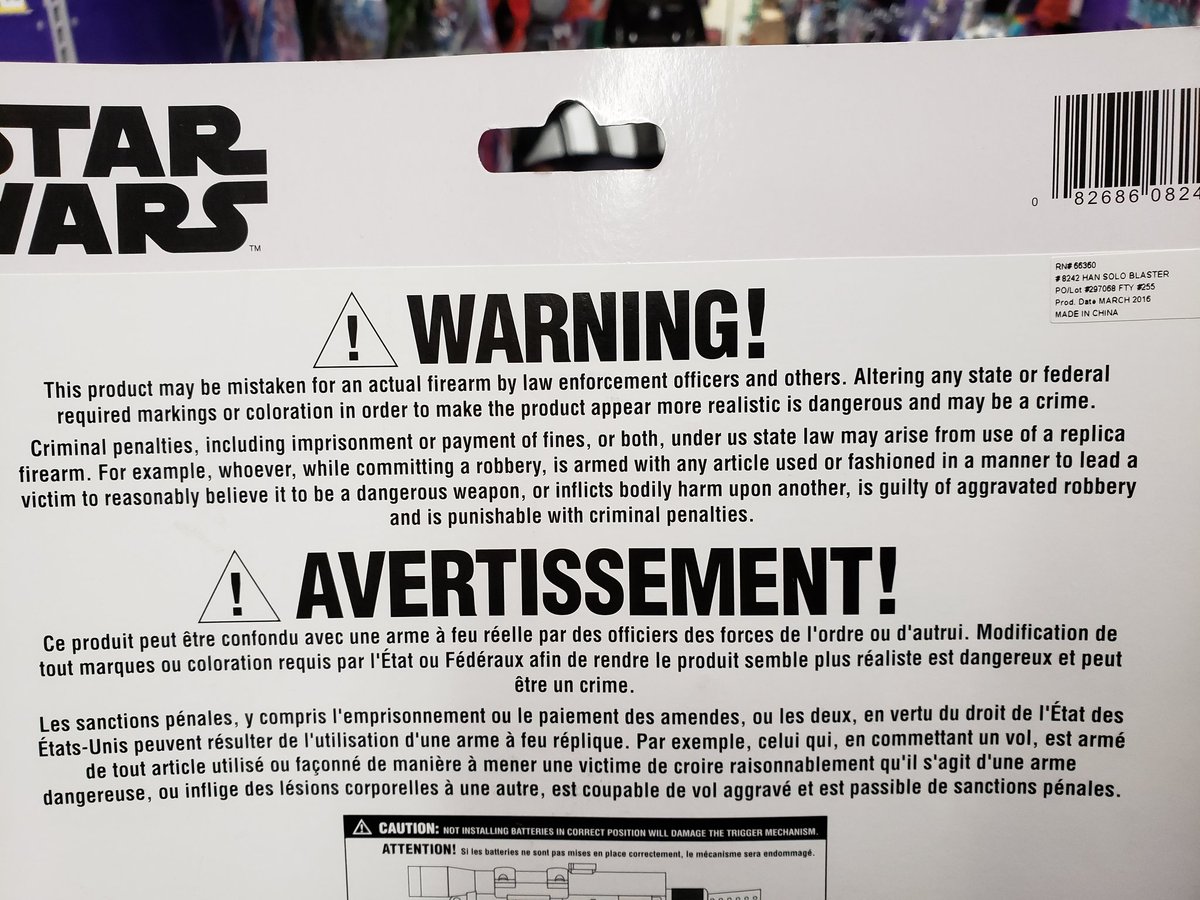 STAR
WARS
TM
0 82686 0824
RN# 66360
# 8242 HAN SOLO BLASTER
PO/Lot #297068 FTY #255
Prod. Date MARCH 2016
MADE IN CHINA
! WARNING!
This product may be mistaken for an actual firearm by law enforcement officers and others. Altering any state or federal
required markings or coloration in order to make the product appear more realistic is dangerous and may be a crime.
Criminal penalties, including imprisonment or payment of fines, or both, under us state law may arise from use of a replica
firearm. For example, whoever, while committing a robbery, is armed with any article used or fashioned in a manner to lead a
victim to reasonably believe it to be a dangerous weapon, or inflicts bodily harm upon another, is guilty of aggravated robbery
and is punishable with criminal penalties.
! AVERTISSEMENT!
Ce produit peut être confondu avec une arme à feu réelle par des officiers des forces de l'ordre ou d'autrui. Modification de
tout marques ou coloration requis par l'État ou Fédéraux afin de rendre le produit semble plus réaliste est dangereux et peut
être un crime.
Les sanctions pénales, y compris l'emprisonnement ou le paiement des amendes, ou les deux, en vertu du droit de l'État des
États-Unis peuvent résulter de l'utilisation d'une arme à feu réplique. Par exemple, celui qui, en commettant un vol, est armé
de tout article utilisé ou façonné de manière à mener une victime de croire raisonnablement qu'il s'agit d'une arme
dangereuse, ou inflige des lésions corporelles à une autre, est coupable de vol aggravé et est passible de sanctions pénales.
! CAUTION: NOT INSTALLING BATTERIES IN CORRECT POSITION WILL DAMAGE THE TRIGGER MECHANISM.
ATTENTION! Si les batteries ne sont pas mises en place correctement, le mécanisme sera endommagé.